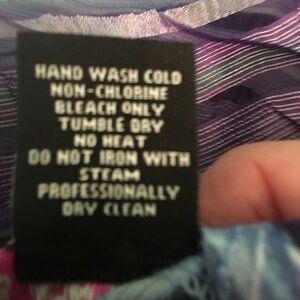 HAND WASH COLD
NON-CHLORINE
BLEACH ONLY
TUMBLE DRY
NO HEAT
DO NOT IRON WITH
STEAM
PROFESSIONALLY
DRY CLEAN